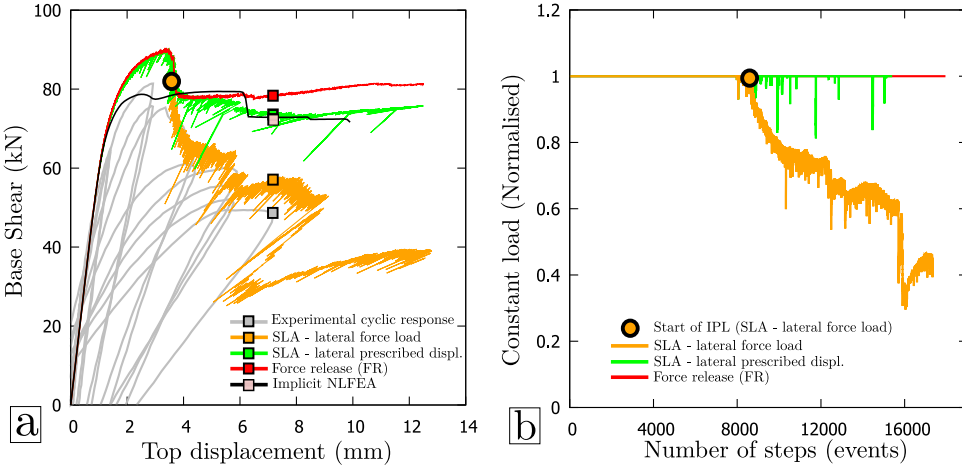 100
80
60
40
20
0
0 2 4 6 8 10 12 14
Base Shear (kN)
Top displacement (mm)
Experimental cyclic response
SLA - lateral force load
SLA - lateral prescribed displ.
Force release (FR)
Implicit NLFEA
a
1.2
1
0.8
0.6
0.4
0.2
0
0 4000 8000 12000 16000
Constant load (Normalised)
Number of steps (events)
Start of IPL (SLA - lateral force load)
SLA - lateral force load
SLA - lateral prescribed displ.
Force release (FR)
b